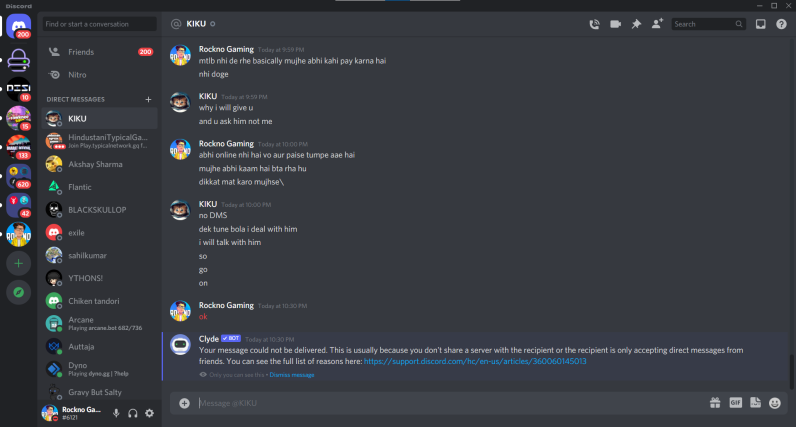 Discord
Find or start a conversation
@ KIKU
Search
200
Friends
200
Nitro
DIRECT MESSAGES
KIKU
HindustaniTypicalGa...
Join Play.typicalnetwork.gq f...
Akshay Sharma
Flantic
BLACKSKULLOP
exile
sahilkumar
YTHONS!
Chiken tandori
Arcane
Playing arcane.bot 682/736
Auttaja
Dyno
Playing dyno.gg | ?help
Gravy But Salty
Rockno Ga...
#6121
DESI
10
15
133
620
42
ROCKNO
Rockno Gaming Today at 9:59 PM
mtlb nhi de rhe basically mujhe abhi kahi pay karna hai
nhi doge
KIKU Today at 9:59 PM
why i will give u
and u ask him not me
Rockno Gaming Today at 10:00 PM
abhi online nhi hai vo aur paise tumpe aae hai
mujhe abhi kaam hai bta rha hu
dikkat mat karo mujhse\
KIKU Today at 10:00 PM
no DMS
dek tune bola i deal with him
i will talk with him
so
go
on
Rockno Gaming Today at 10:30 PM
ok
Clyde BOT Today at 10:30 PM
Your message could not be delivered. This is usually because you don't share a server with the recipient or the recipient is only accepting direct messages from
friends. You can see the full list of reasons here: https://support.discord.com/hc/en-us/articles/360060145013
Only you can see this • Dismiss message
Message @KIKU
GIF